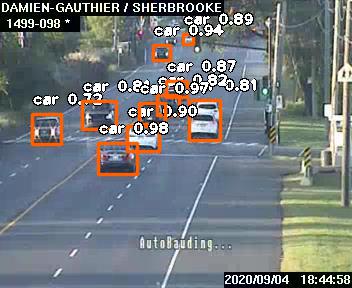 DAMIEN-GAUTHIER / SHERBROOKE
1499-098 *
car 0.89
car 0.94
car 0.87
car 0.82
car 0.97
0.81
car 0.8
car 0.72
car 0.90
car 0.98
AutoBauding...
2020/09/04 18:44:58